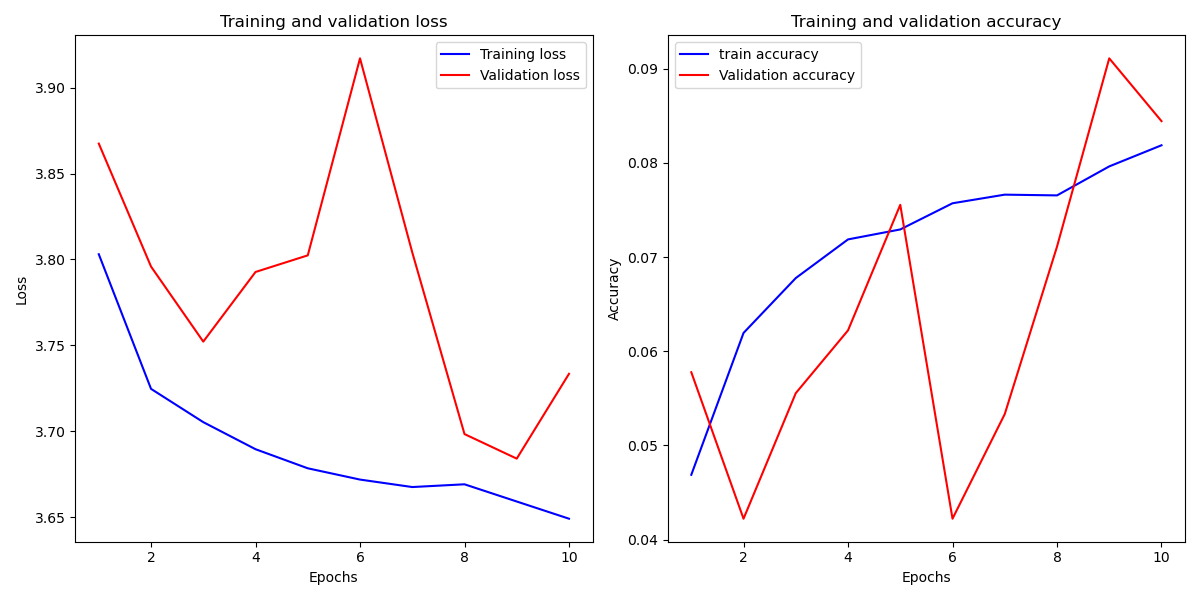 Training and validation loss
Training loss
Validation loss
3.90
3.85
3.80
3.75
3.70
3.65
Loss
2 4 6 8 10
Epochs
Training and validation accuracy
train accuracy
Validation accuracy
0.09
0.08
0.07
0.06
0.05
0.04
Accuracy
2 4 6 8 10
Epochs